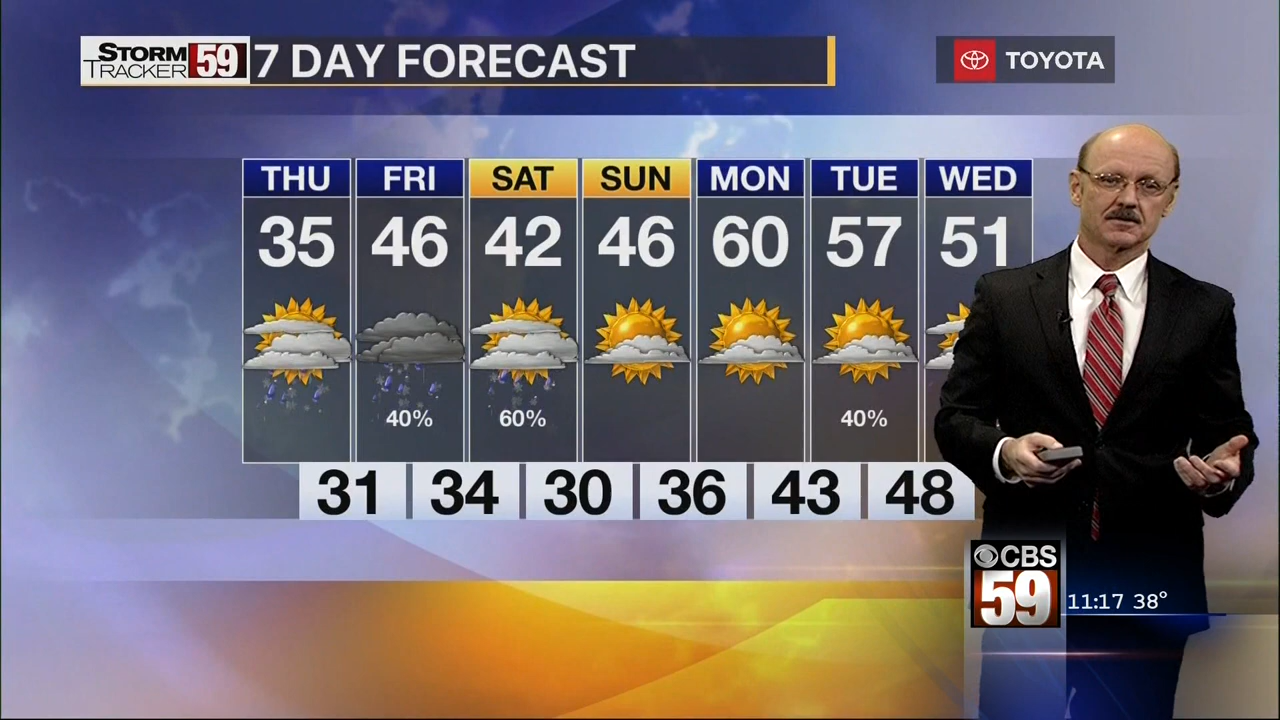 STORM TRACKER 59
7 DAY FORECAST
TOYOTA
THU FRI SAT SUN MON TUE WED
35 46 42 46 60 57 51
40% 60% 40%
31 34 30 36 43 48
CBS
59
11:17 38°